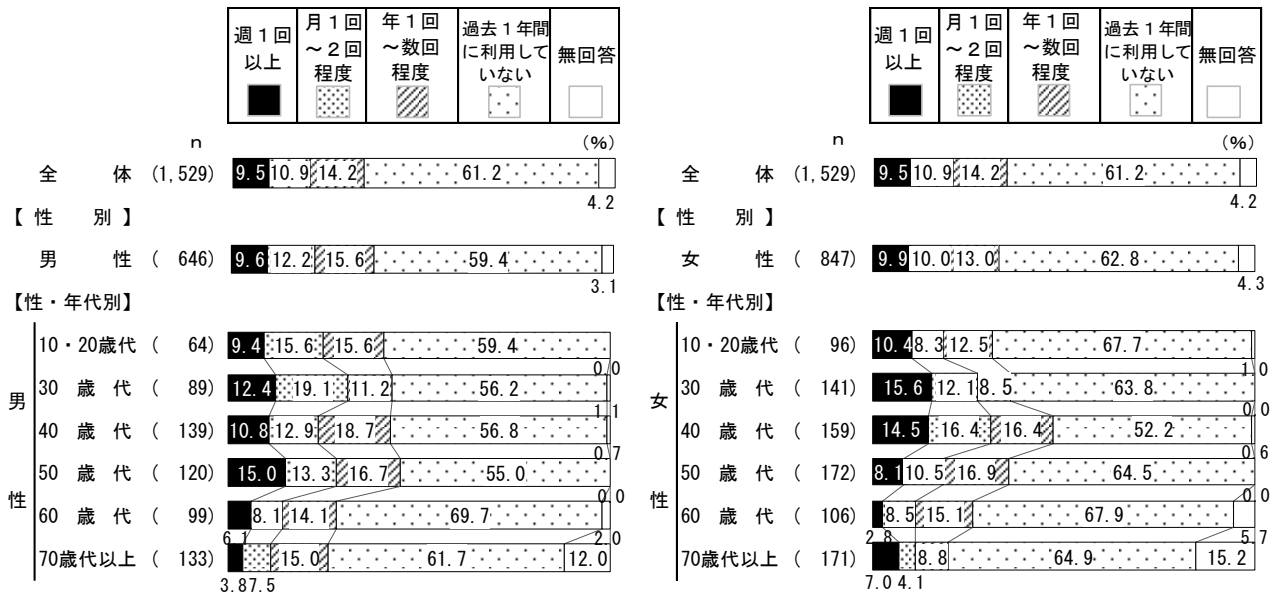 週1回以上 月1回～2回程度 年1回～数回程度 過去1年間に利用していない 無回答
n (%)
全体 (1,529) 9.5 10.9 14.2 61.2 4.2
【性別】
男性 (646) 9.6 12.2 15.6 59.4 3.1
【性・年代別】
男性
10・20歳代 (64) 9.4 15.6 15.6 59.4 0.0
30歳代 (89) 12.4 19.1 11.2 56.2 1.1
40歳代 (139) 10.8 12.9 18.7 56.8 0.7
50歳代 (120) 15.0 13.3 16.7 55.0 0.0
60歳代 (99) 6.1 8.1 14.1 69.7 2.0
70歳代以上 (133) 3.8 7.5 15.0 61.7 12.0
週1回以上 月1回～2回程度 年1回～数回程度 過去1年間に利用していない 無回答
n (%)
全体 (1,529) 9.5 10.9 14.2 61.2 4.2
【性別】
女性 (847) 9.9 10.0 13.0 62.8 4.3
【性・年代別】
女性
10・20歳代 (96) 10.4 8.3 12.5 67.7 1.0
30歳代 (141) 15.6 12.1 8.5 63.8 0.0
40歳代 (159) 14.5 16.4 16.4 52.2 0.6
50歳代 (172) 8.1 10.5 16.9 64.5 0.0
60歳代 (106) 2.8 8.5 15.1 67.9 5.7
70歳代以上 (171) 7.0 4.1 8.8 64.9 15.2